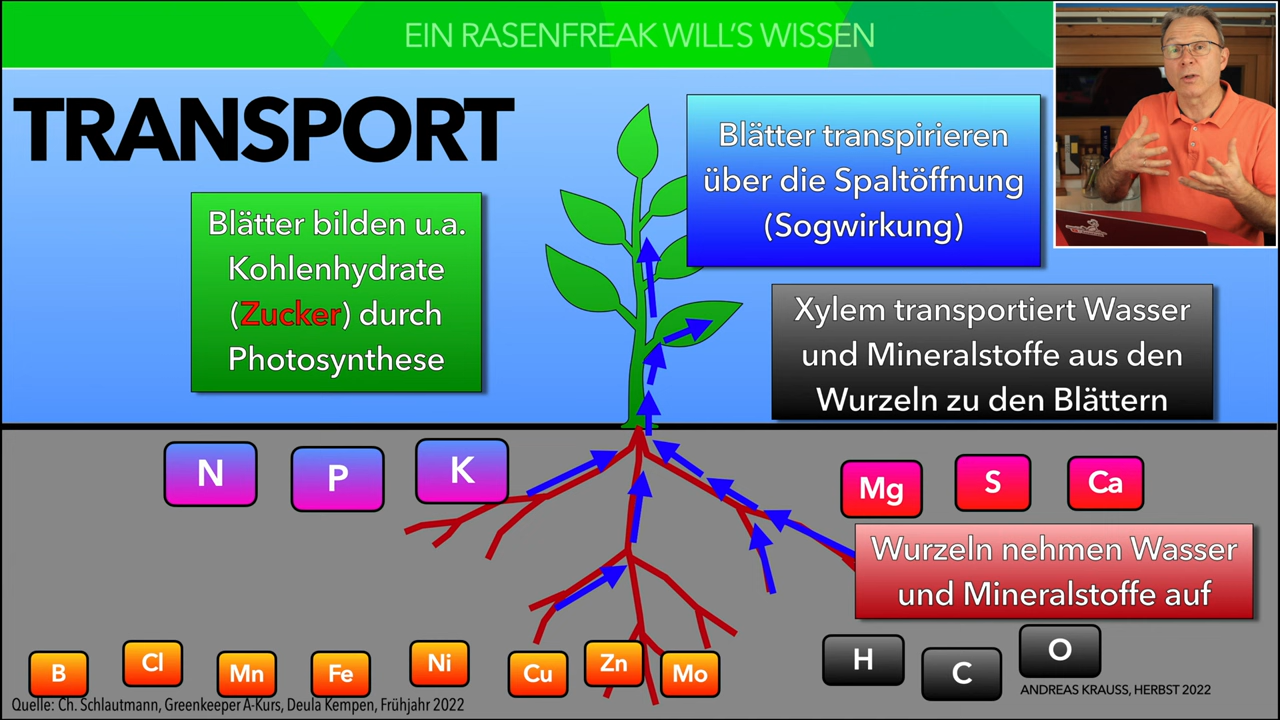 EIN RASENFREAK WILL'S WISSEN
TRANSPORT
Blätter transpirieren
über die Spaltöffnung
(Sogwirkung)
Blätter bilden u.a.
Kohlenhydrate
(Zucker) durch
Photosynthese
Xylem transportiert Wasser
und Mineralstoffe aus den
Wurzeln zu den Blättern
N
P
K
Mg
S
Ca
Wurzeln nehmen Wasser
und Mineralstoffe auf
B
Cl
Mn
Fe
Ni
Cu
Zn
Mo
H
C
O
ANDREAS KRAUSS, HERBST 2022
Quelle: Ch. Schlautmann, Greenkeeper A-Kurs, Deula Kempen, Frühjahr 2022